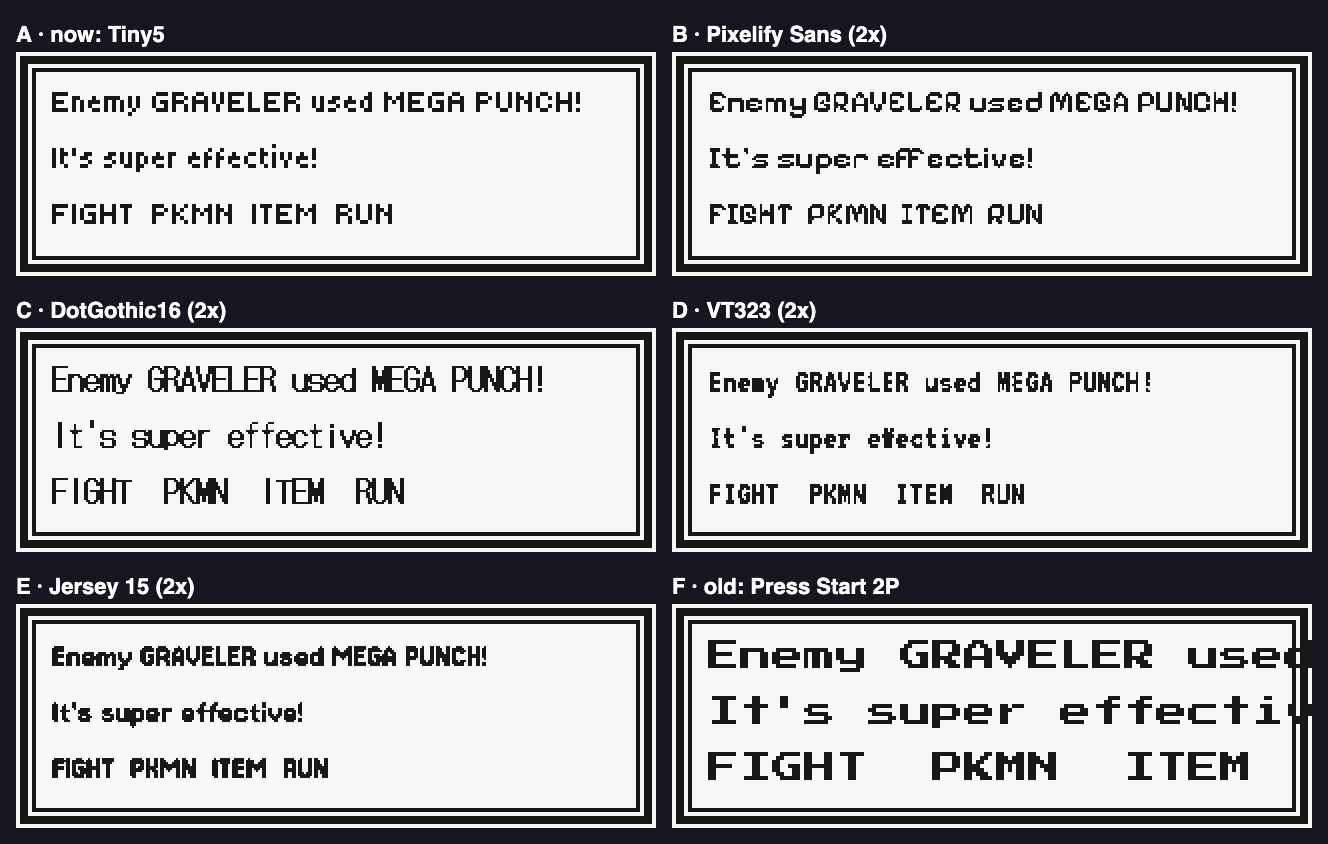 A · now: Tiny5
Enemy GRAVELER used MEGA PUNCH!
It's super effective!
FIGHT PKMN ITEM RUN
B · Pixelify Sans (2x)
Enemy GRAVELER used MEGA PUNCH!
It's super effective!
FIGHT PKMN ITEM RUN
C · DotGothic16 (2x)
Enemy GRAVELER used MEGA PUNCH!
It's super effective!
FIGHT PKMN ITEM RUN
D · VT323 (2x)
Enemy GRAVELER used MEGA PUNCH!
It's super effective!
FIGHT PKMN ITEM RUN
E · Jersey 15 (2x)
Enemy GRAVELER used MEGA PUNCH!
It's super effective!
FIGHT PKMN ITEM RUN
F · old: Press Start 2P
Enemy GRAVELER used
It's super effectiv
FIGHT PKMN ITEM